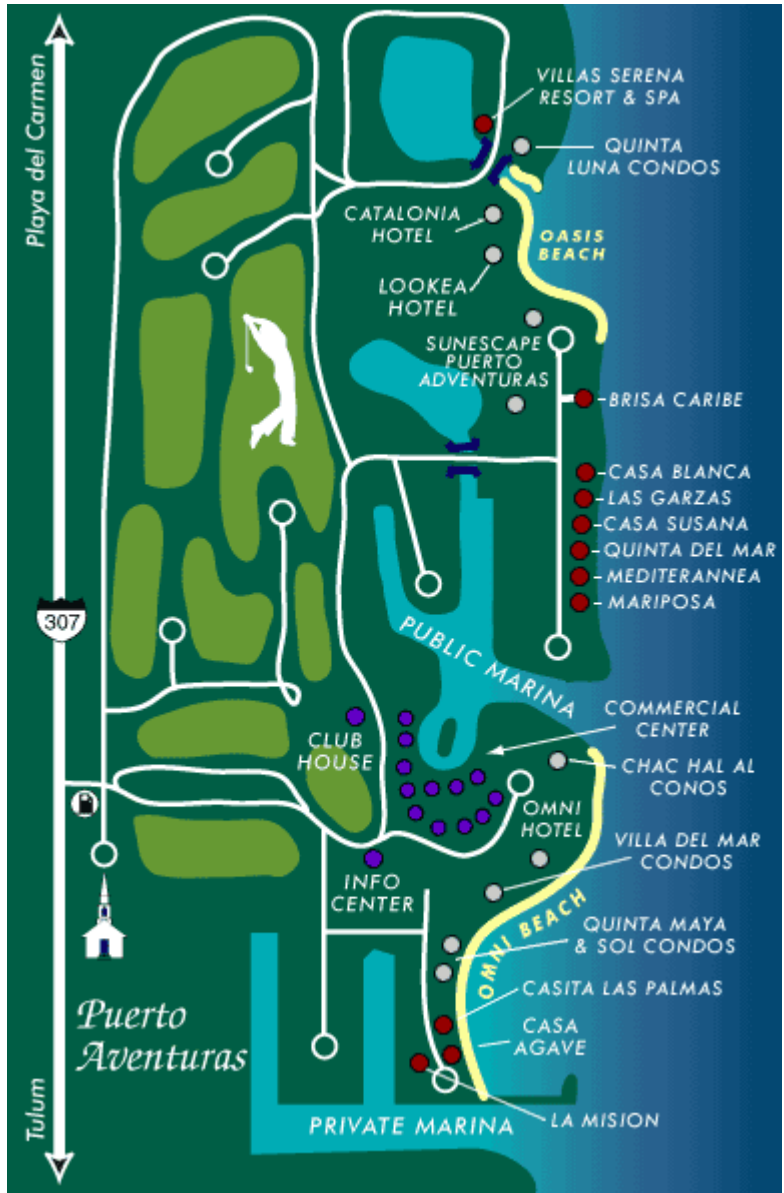 Playa del Carmen
VILLAS SERENA
RESORT & SPA
QUINTA
LUNA CONDOS
CATALONIA
HOTEL
OASIS
BEACH
LOOKEA
HOTEL
SUNESCAPE
PUERTO
ADVENTURAS
BRISA CARIBE
CASA BLANCA
LAS GARZAS
CASA SUSANA
QUINTA DEL MAR
MEDITERANNEA
MARIPOSA
307
PUBLIC MARINA
COMMERCIAL
CENTER
CLUB
HOUSE
CHAC HAL AL
CONOS
OMNI
HOTEL
VILLA DEL MAR
CONDOS
INFO
CENTER
OMNI BEACH
QUINTA MAYA
& SOL CONDOS
CASITA LAS PALMAS
CASA
AGAVE
Puerto
Aventuras
Tulum
PRIVATE MARINA
LA MISION